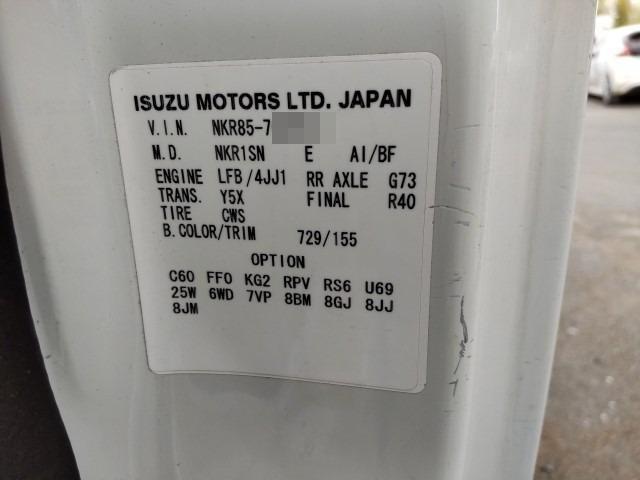 ISUZU MOTORS LTD. JAPAN
V.I.N. NKR85-7
M.D. NKR1SN E AI/BF
ENGINE LFB/4JJ1 RR AXLE G73
TRANS. Y5X FINAL R40
TIRE CWS
B.COLOR/TRIM 729/155
OPTION
C60 FF0 KG2 RPV RS6 U69
25W 6WD 7VP 8BM 8GJ 8JJ
8JM